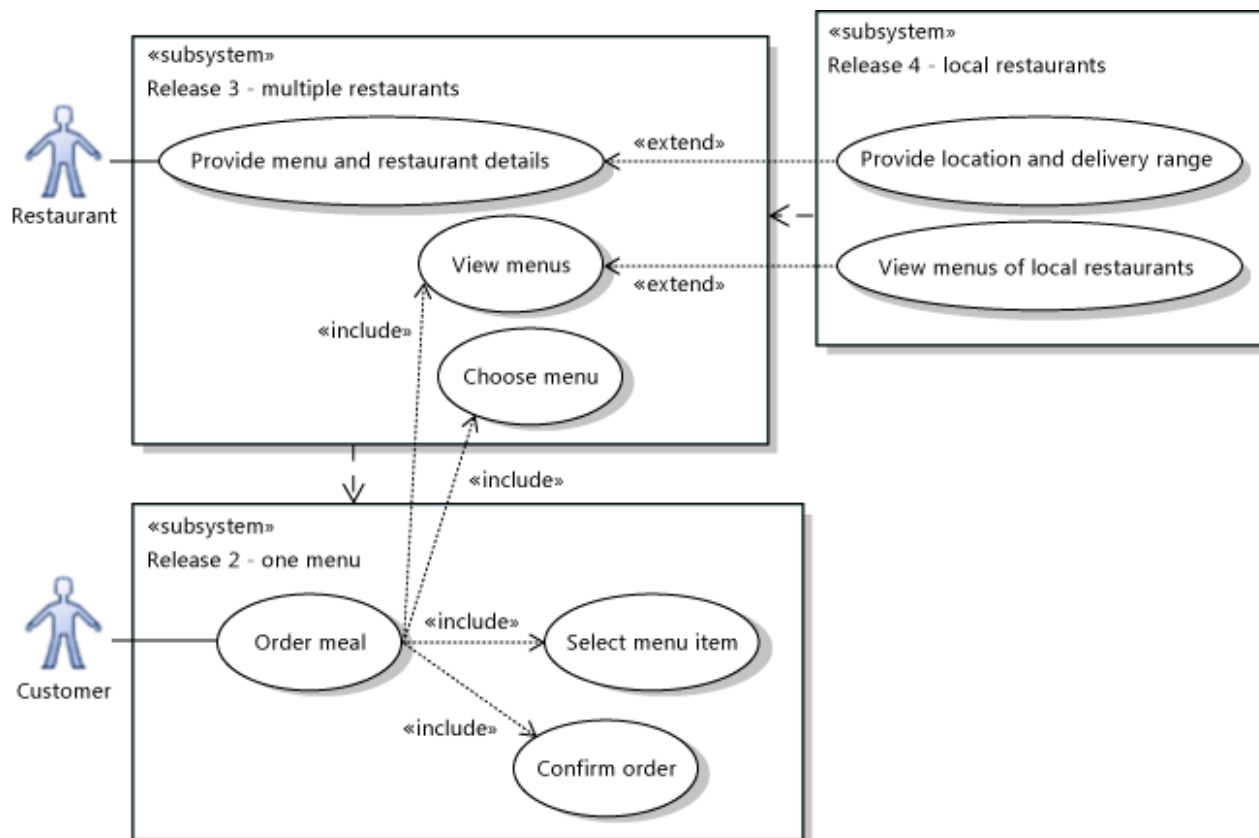 «subsystem»
Release 3 - multiple restaurants
Restaurant
Provide menu and restaurant details
View menus
«include»
Choose menu
«include»
«extend»
«extend»
«subsystem»
Release 4 - local restaurants
Provide location and delivery range
View menus of local restaurants
«subsystem»
Release 2 - one menu
Customer
Order meal
«include»
Select menu item
«include»
Confirm order